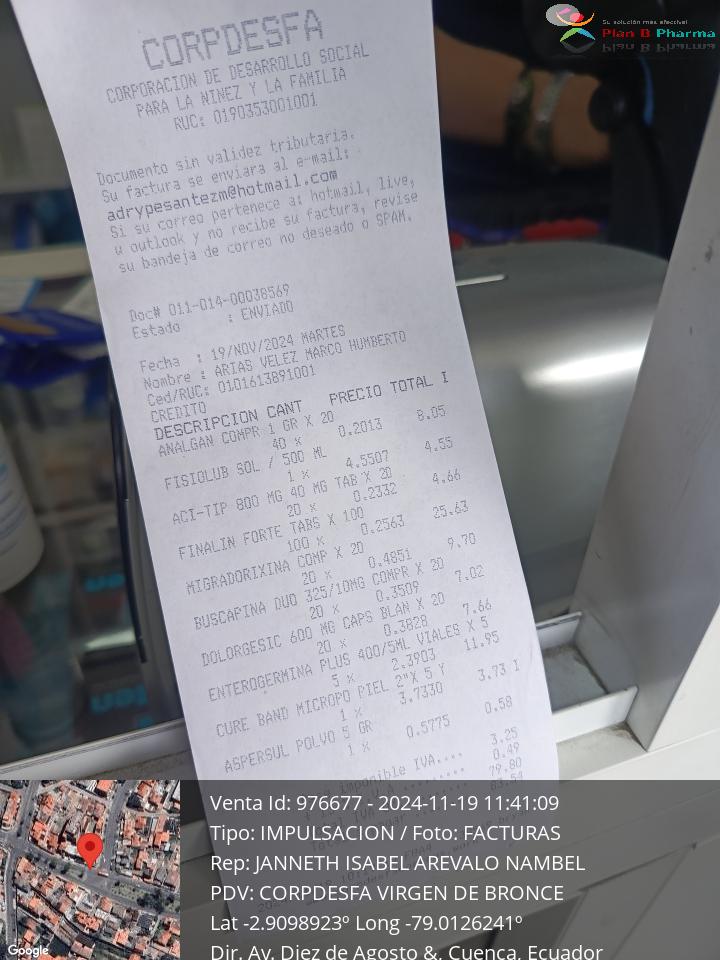 Su solución más efectiva!
Plan B Pharma
CORPDESFA
CORPORACION DE DESARROLLO SOCIAL
PARA LA NINEZ Y LA FAMILIA
RUC: 0190353001001
Documento sin validez tributaria.
Su factura se enviara al e-mail:
adrypesantezm@hotmail.com
Si su correo pertenece a: hotmail, live,
u outlook y no recibe su factura, revise
su bandeja de correo no deseado o SPAM.
Doc# 011-014-00038569
Estado : ENVIADO
Fecha : 19/NOV/2024 MARTES
Nombre : ARIAS VELEZ MARCO HUMBERTO
Ced/RUC: 0101613891001
CREDITO
DESCRIPCION CANT PRECIO TOTAL I
ANALGAN COMPR 1 GR X 20
40 x 0.2013 8.05
FISIOLUB SOL / 500 ML
1 x 4.5507 4.55
ACI-TIP 800 MG 40 MG TAB X 20
20 x 0.2332 4.66
FINALIN FORTE TABS X 100
100 x 0.2563 25.63
MIGRADORIXINA COMP X 20
20 x 0.4851 9.70
BUSCAPINA DUO 325/10MG COMPR X 20
20 x 0.3509 7.02
DOLORGESIC 600 MG CAPS BLAN X 20
20 x 0.3828 7.66
ENTEROGERMINA PLUS 400/5ML VIALES X 5
5 x 2.3903 11.95
CURE BAND MICROPO PIEL 2"X 5 Y
1 x 3.7330 3.73 I
ASPERSUL POLVO 5 GR
1 x 0.5775 0.58
imponible IVA.... 3.25
0.49
79.80
83.54
Venta Id: 976677 - 2024-11-19 11:41:09
Tipo: IMPULSACION / Foto: FACTURAS
Rep: JANNETH ISABEL AREVALO NAMBEL
PDV: CORPDESFA VIRGEN DE BRONCE
Lat -2.9098923º Long -79.0126241º
Dir. Av. Diez de Agosto &, Cuenca, Ecuador
Google